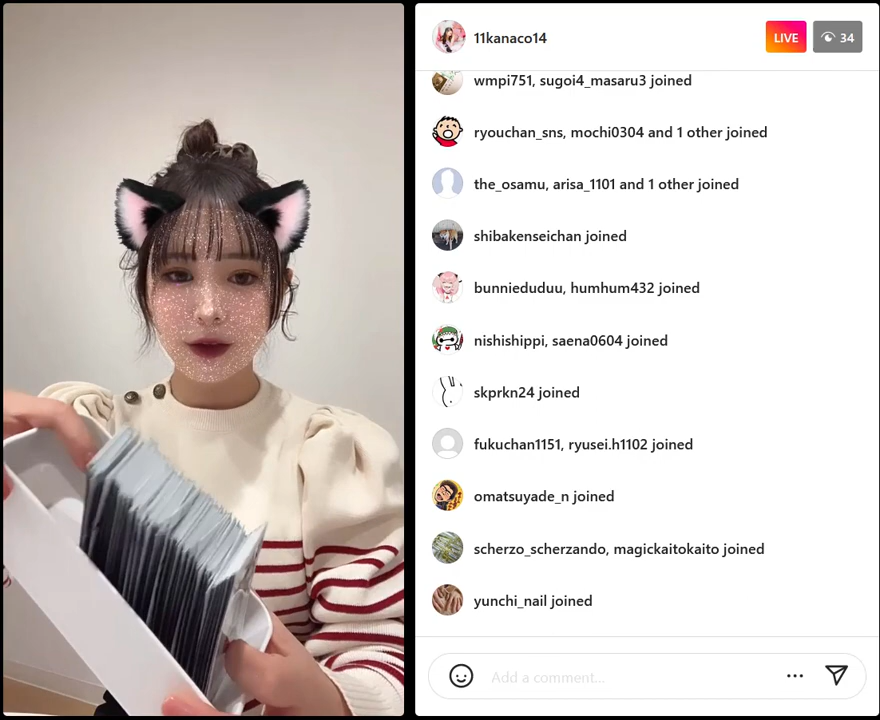 11kanaco14
LIVE
34
wmpi751, sugoi4_masaru3 joined
ryouchan_sns, mochi0304 and 1 other joined
the_osamu, arisa_1101 and 1 other joined
shibakenseichan joined
bunnieduduu, humhum432 joined
nishishippi, saena0604 joined
skprkn24 joined
fukuchan1151, ryusei.h1102 joined
omatsuyade_n joined
scherzo_scherzando, magickaitokaito joined
yunchi_nail joined
Add a comment...